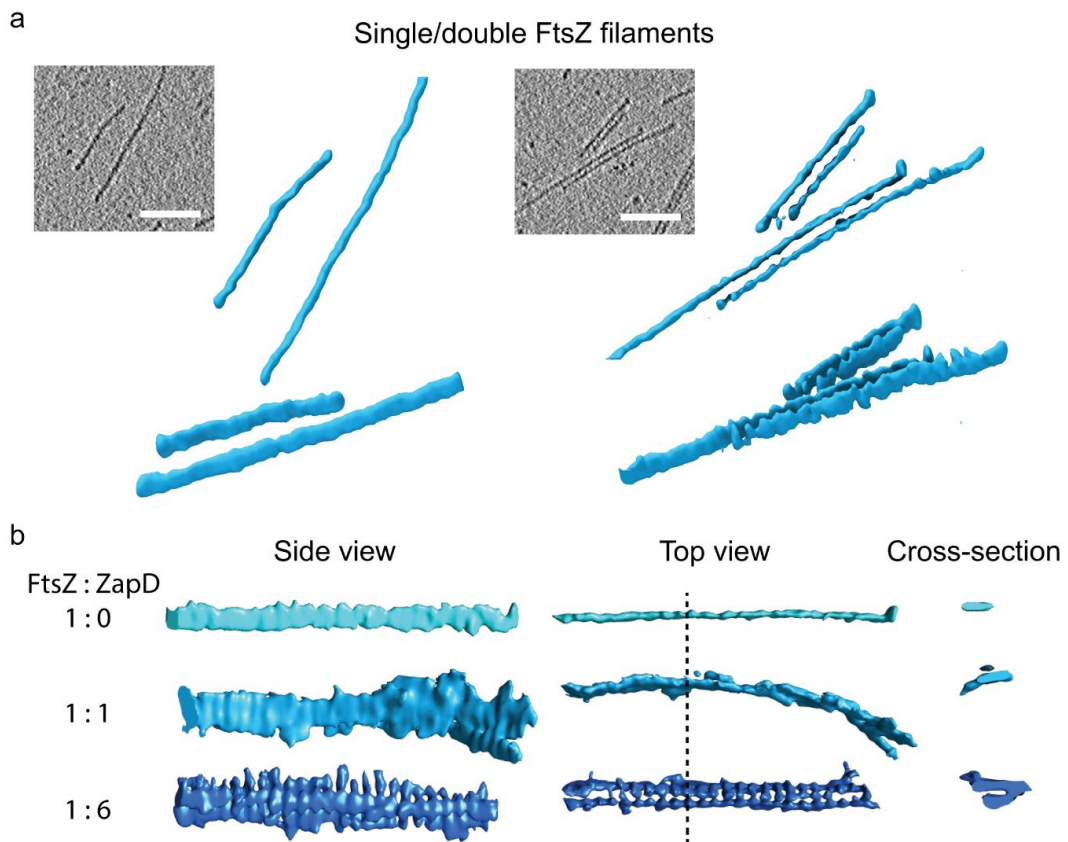 a
Single/double FtsZ filaments
b
Side view Top view Cross-section
FtsZ : ZapD
1 : 0
1 : 1
1 : 6